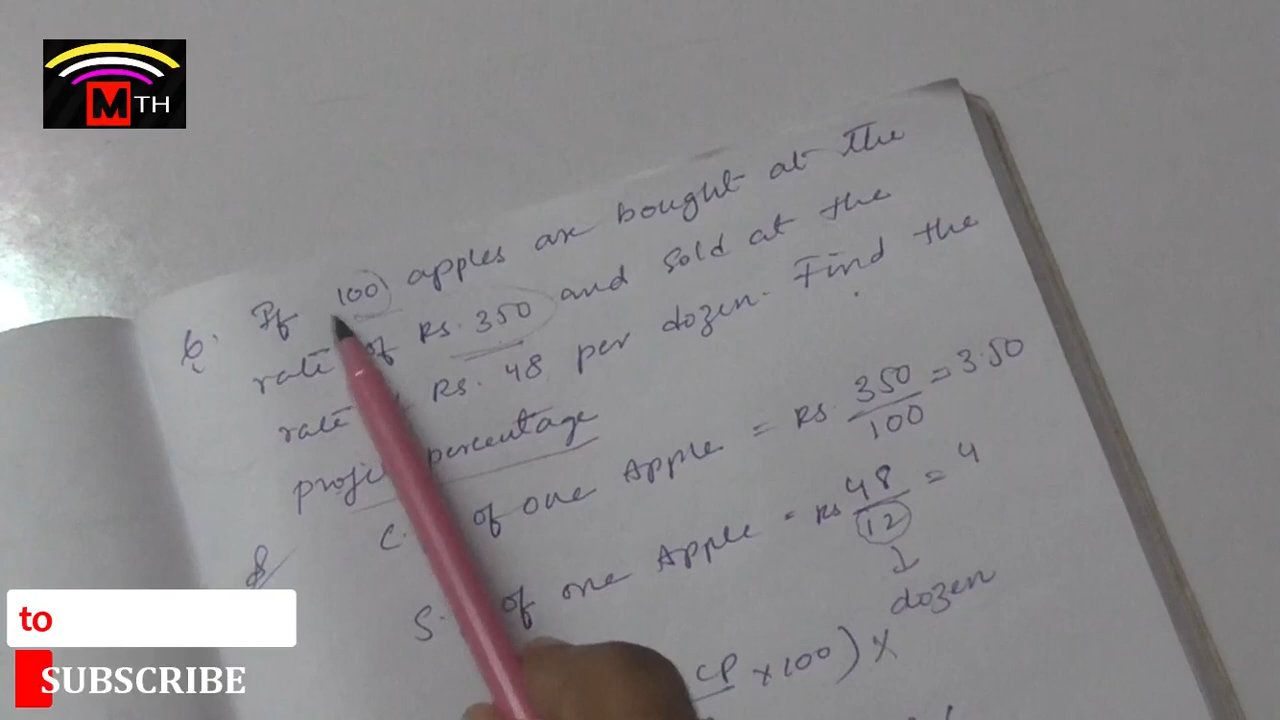 MTH
6. If 100 apples are bought at the
rate of Rs. 350 and sold at the
rate Rs. 48 per dozen. Find the
percentage
C. of one Apple = Rs. 350/100 = 3.50
S. of one Apple = Rs 48/12 = 4
dozen
CP x 100) x
to
SUBSCRIBE